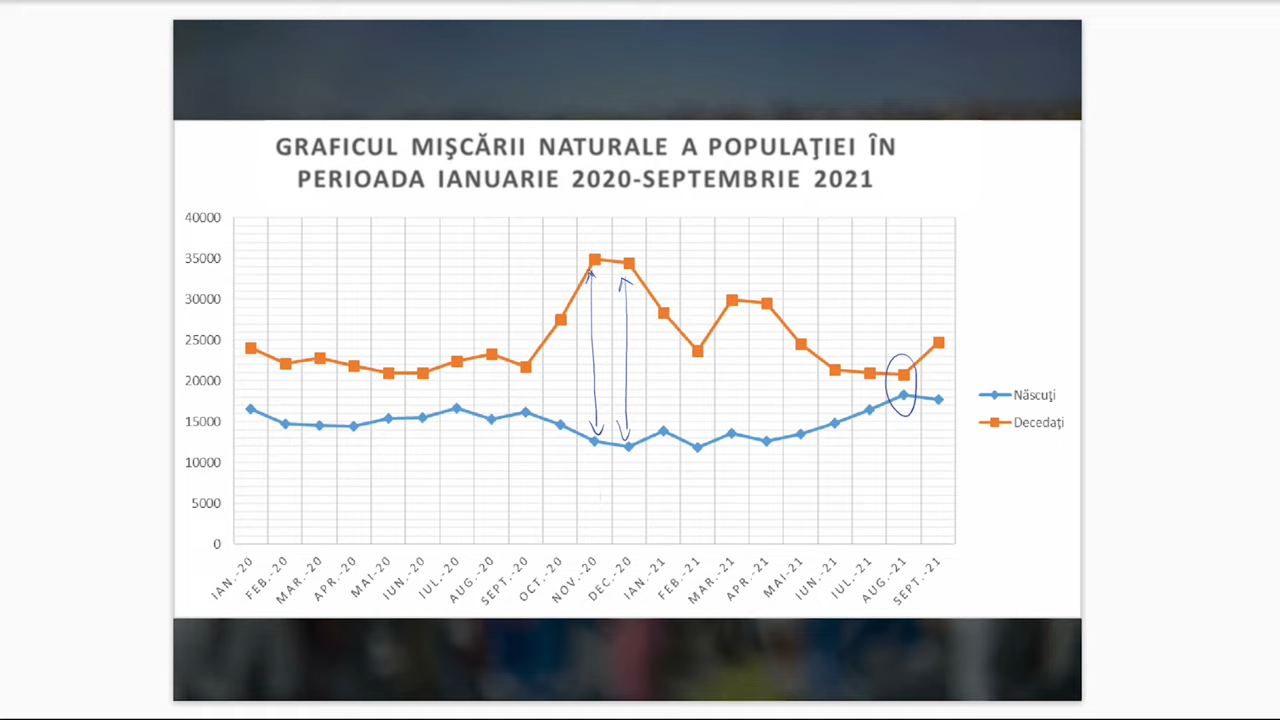 GRAFICUL MIŞCĂRII NATURALE A POPULAŢIEI ÎN
PERIOADA IANUARIE 2020-SEPTEMBRIE 2021
40000
35000
30000
25000
20000
15000
10000
5000
0
Născuţi
Decedaţi
IAN.-20
FEB.-20
MAR.-20
APR.-20
MAI-20
IUN.-20
IUL.-20
AUG.-20
SEPT.-20
OCT.-20
NOV.-20
DEC.-20
IAN.-21
FEB.-21
MAR.-21
APR.-21
MAI-21
IUN.-21
IUL.-21
AUG.-21
SEPT.-21